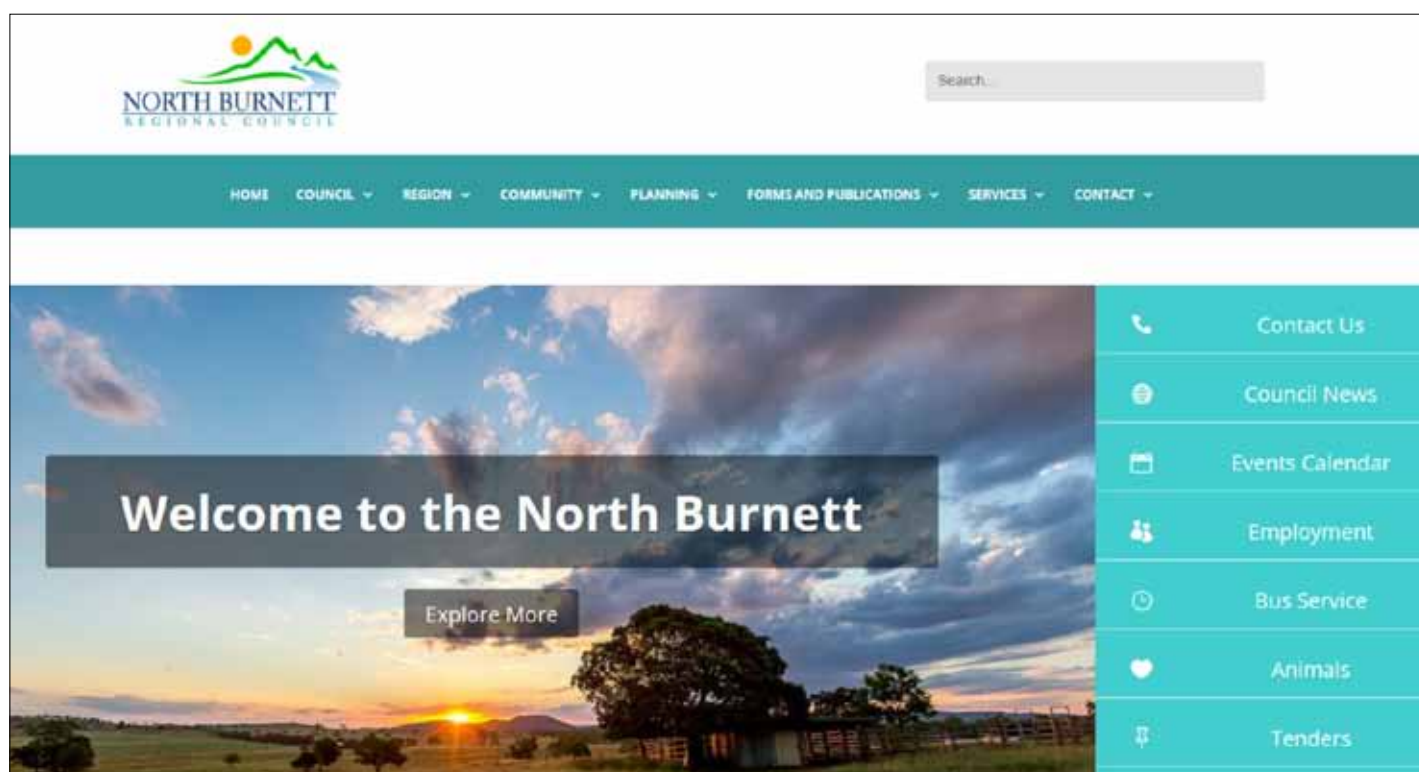 NORTH BURNETT
REGIONAL COUNCIL
Search...
HOME COUNCIL REGION COMMUNITY PLANNING FORMS AND PUBLICATIONS SERVICES CONTACT
Welcome to the North Burnett
Explore More
Contact Us
Council News
Events Calendar
Employment
Bus Service
Animals
Tenders